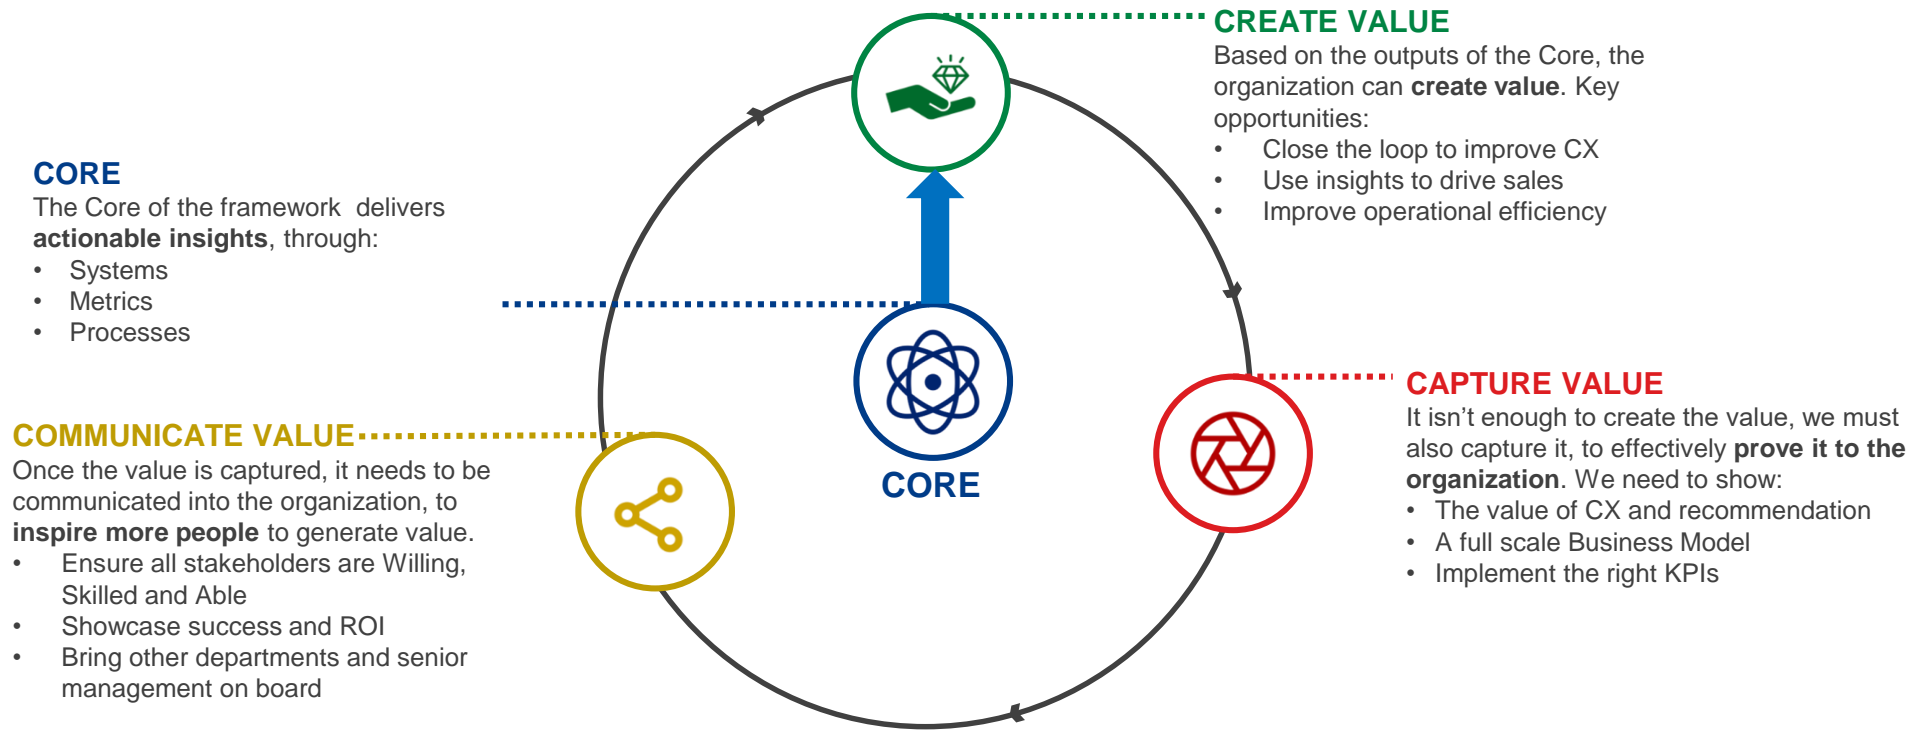 CREATE VALUE
Based on the outputs of the Core, the
organization can create value. Key
opportunities:
• Close the loop to improve CX
• Use insights to drive sales
• Improve operational efficiency
CORE
The Core of the framework delivers
actionable insights, through:
• Systems
• Metrics
• Processes
CAPTURE VALUE
It isn’t enough to create the value, we must
also capture it, to effectively prove it to the
organization. We need to show:
• The value of CX and recommendation
• A full scale Business Model
• Implement the right KPIs
COMMUNICATE VALUE
Once the value is captured, it needs to be
communicated into the organization, to
inspire more people to generate value.
• Ensure all stakeholders are Willing,
Skilled and Able
• Showcase success and ROI
• Bring other departments and senior
management on board
CORE